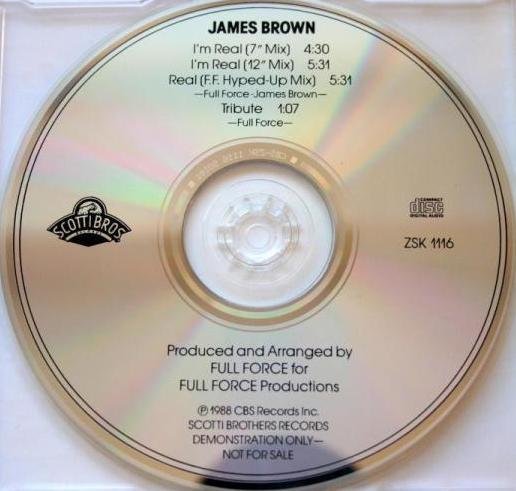 JAMES BROWN
I'm Real (7" Mix) 4:30
I'm Real (12" Mix) 5:31
Real (F.F. Hyped-Up Mix) 5:31
—Full Force-James Brown—
Tribute 1:07
—Full Force—
SCOTTI BROS.
COMPACT
disc
DIGITAL AUDIO
ZSK 1116
Produced and Arranged by
FULL FORCE for
FULL FORCE Productions
℗ 1988 CBS Records Inc.
SCOTTI BROTHERS RECORDS
DEMONSTRATION ONLY—
NOT FOR SALE